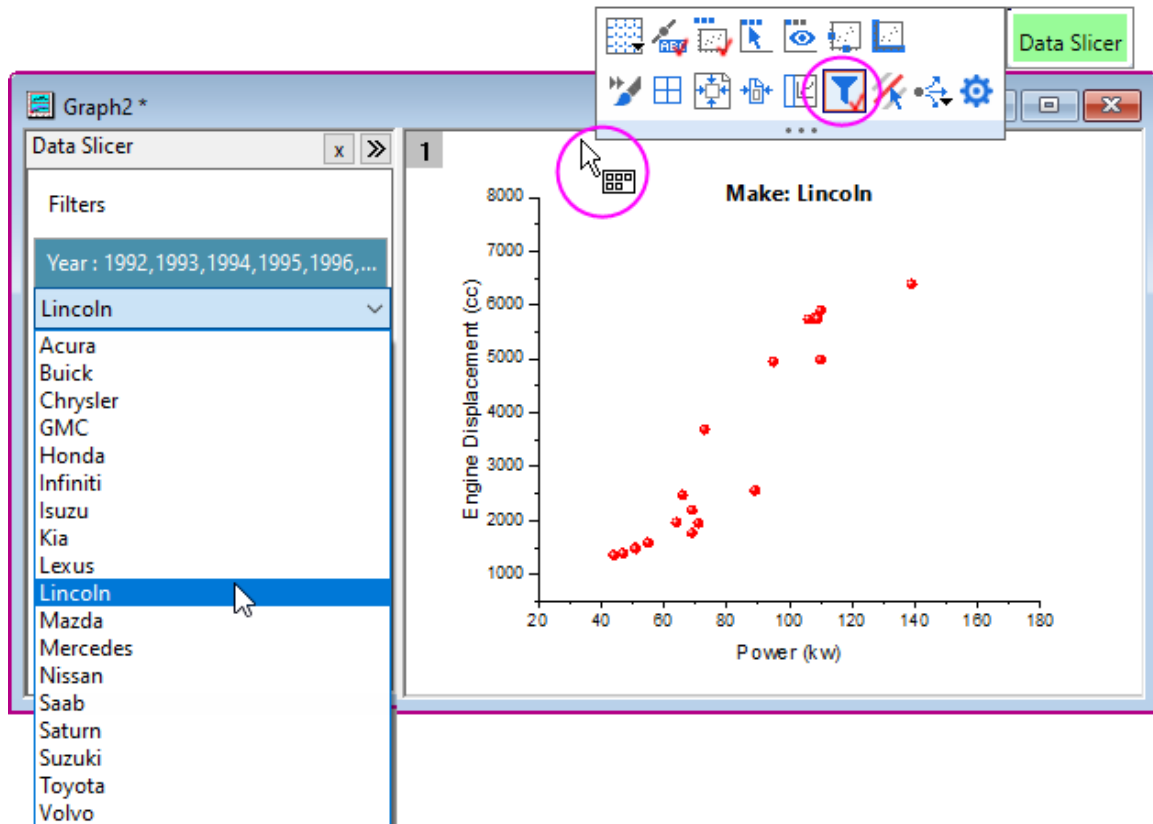 ABC
Data Slicer
Graph2 *
Data Slicer
x
1
Filters
Year : 1992,1993,1994,1995,1996,...
Lincoln
Acura
Buick
Chrysler
GMC
Honda
Infiniti
Isuzu
Kia
Lexus
Lincoln
Mazda
Mercedes
Nissan
Saab
Saturn
Suzuki
Toyota
Volvo
Make: Lincoln
8000
7000
6000
5000
4000
3000
2000
1000
Engine Displacement (cc)
20 40 60 80 100 120 140 160 180
Power (kw)